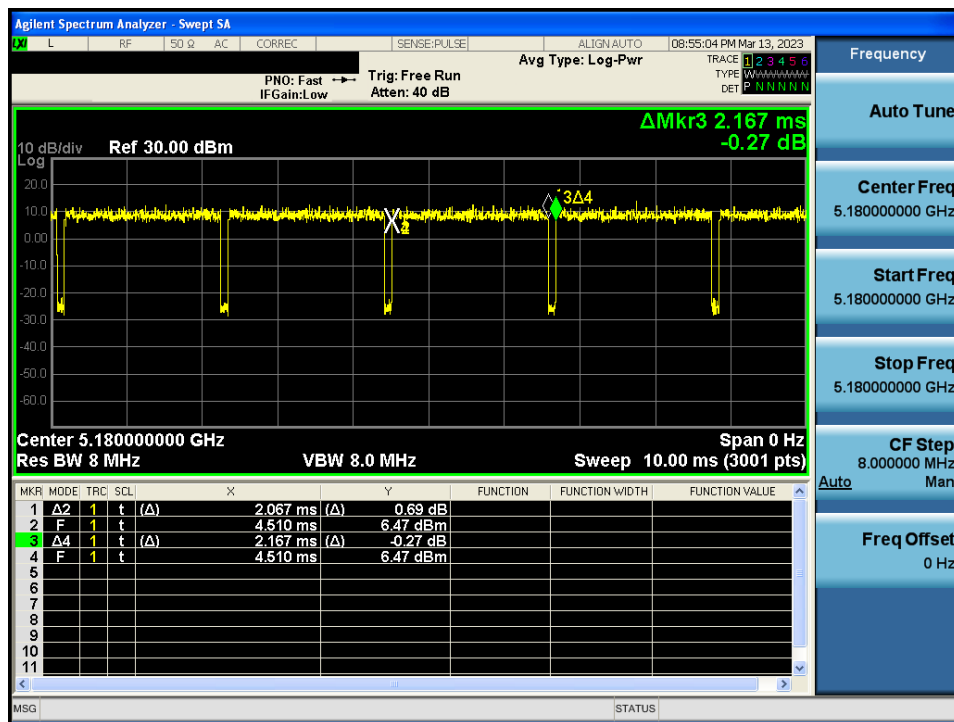 Agilent Spectrum Analyzer - Swept SA
LXI L RF 50 Ω AC CORREC SENSE:PULSE ALIGN AUTO 08:55:04 PM Mar 13, 2023
Avg Type: Log-Pwr
TRACE 1 2 3 4 5 6
TYPE W
DET P N N N N N
PNO: Fast
IFGain:Low
Trig: Free Run
Atten: 40 dB
ΔMkr3 2.167 ms
-0.27 dB
10 dB/div
Log
Ref 30.00 dBm
20.0
10.0
0.00
-10.0
-20.0
-30.0
-40.0
-50.0
-60.0
3Δ4
Center 5.180000000 GHz
Span 0 Hz
Res BW 8 MHz
VBW 8.0 MHz
Sweep 10.00 ms (3001 pts)
MKR MODE TRC SCL X Y FUNCTION FUNCTION WIDTH FUNCTION VALUE
1 Δ2 1 t (Δ) 2.067 ms (Δ) 0.69 dB
2 F 1 t 4.510 ms 6.47 dBm
3 Δ4 1 t (Δ) 2.167 ms (Δ) -0.27 dB
4 F 1 t 4.510 ms 6.47 dBm
5
6
7
8
9
10
11
MSG
STATUS
Frequency
Auto Tune
Center Freq
5.180000000 GHz
Start Freq
5.180000000 GHz
Stop Freq
5.180000000 GHz
CF Step
8.000000 MHz
Auto Man
Freq Offset
0 Hz